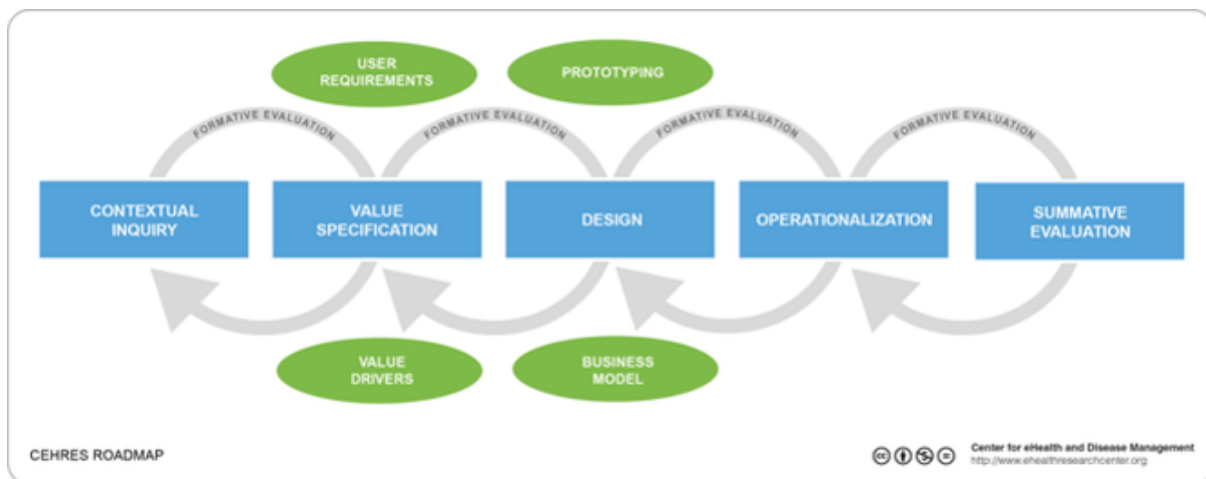 USER
REQUIREMENTS
PROTOTYPING
FORMATIVE EVALUATION
FORMATIVE EVALUATION
FORMATIVE EVALUATION
FORMATIVE EVALUATION
CONTEXTUAL
INQUIRY
VALUE
SPECIFICATION
DESIGN
OPERATIONALIZATION
SUMMATIVE
EVALUATION
VALUE
DRIVERS
BUSINESS
MODEL
CEHRES ROADMAP
cc
Center for eHealth and Disease Management
http://www.ehealthresearchcenter.org